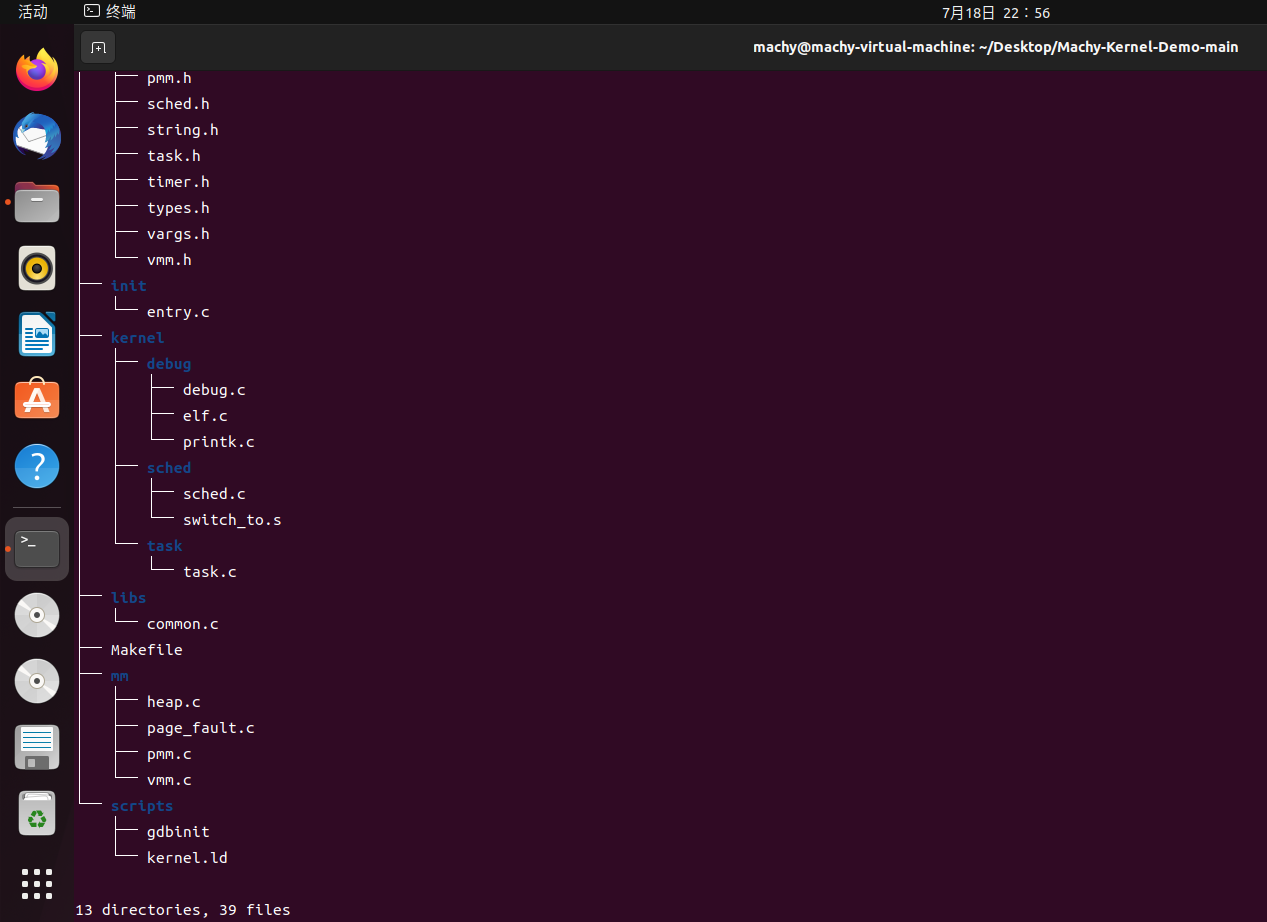 活动 终端 7月18日 22：56
machy@machy-virtual-machine: ~/Desktop/Machy-Kernel-Demo-main
pmm.h
sched.h
string.h
task.h
timer.h
types.h
vargs.h
vmm.h
init
entry.c
kernel
debug
debug.c
elf.c
printk.c
sched
sched.c
switch_to.s
task
task.c
libs
common.c
Makefile
mm
heap.c
page_fault.c
pmm.c
vmm.c
scripts
gdbinit
kernel.ld
13 directories, 39 files